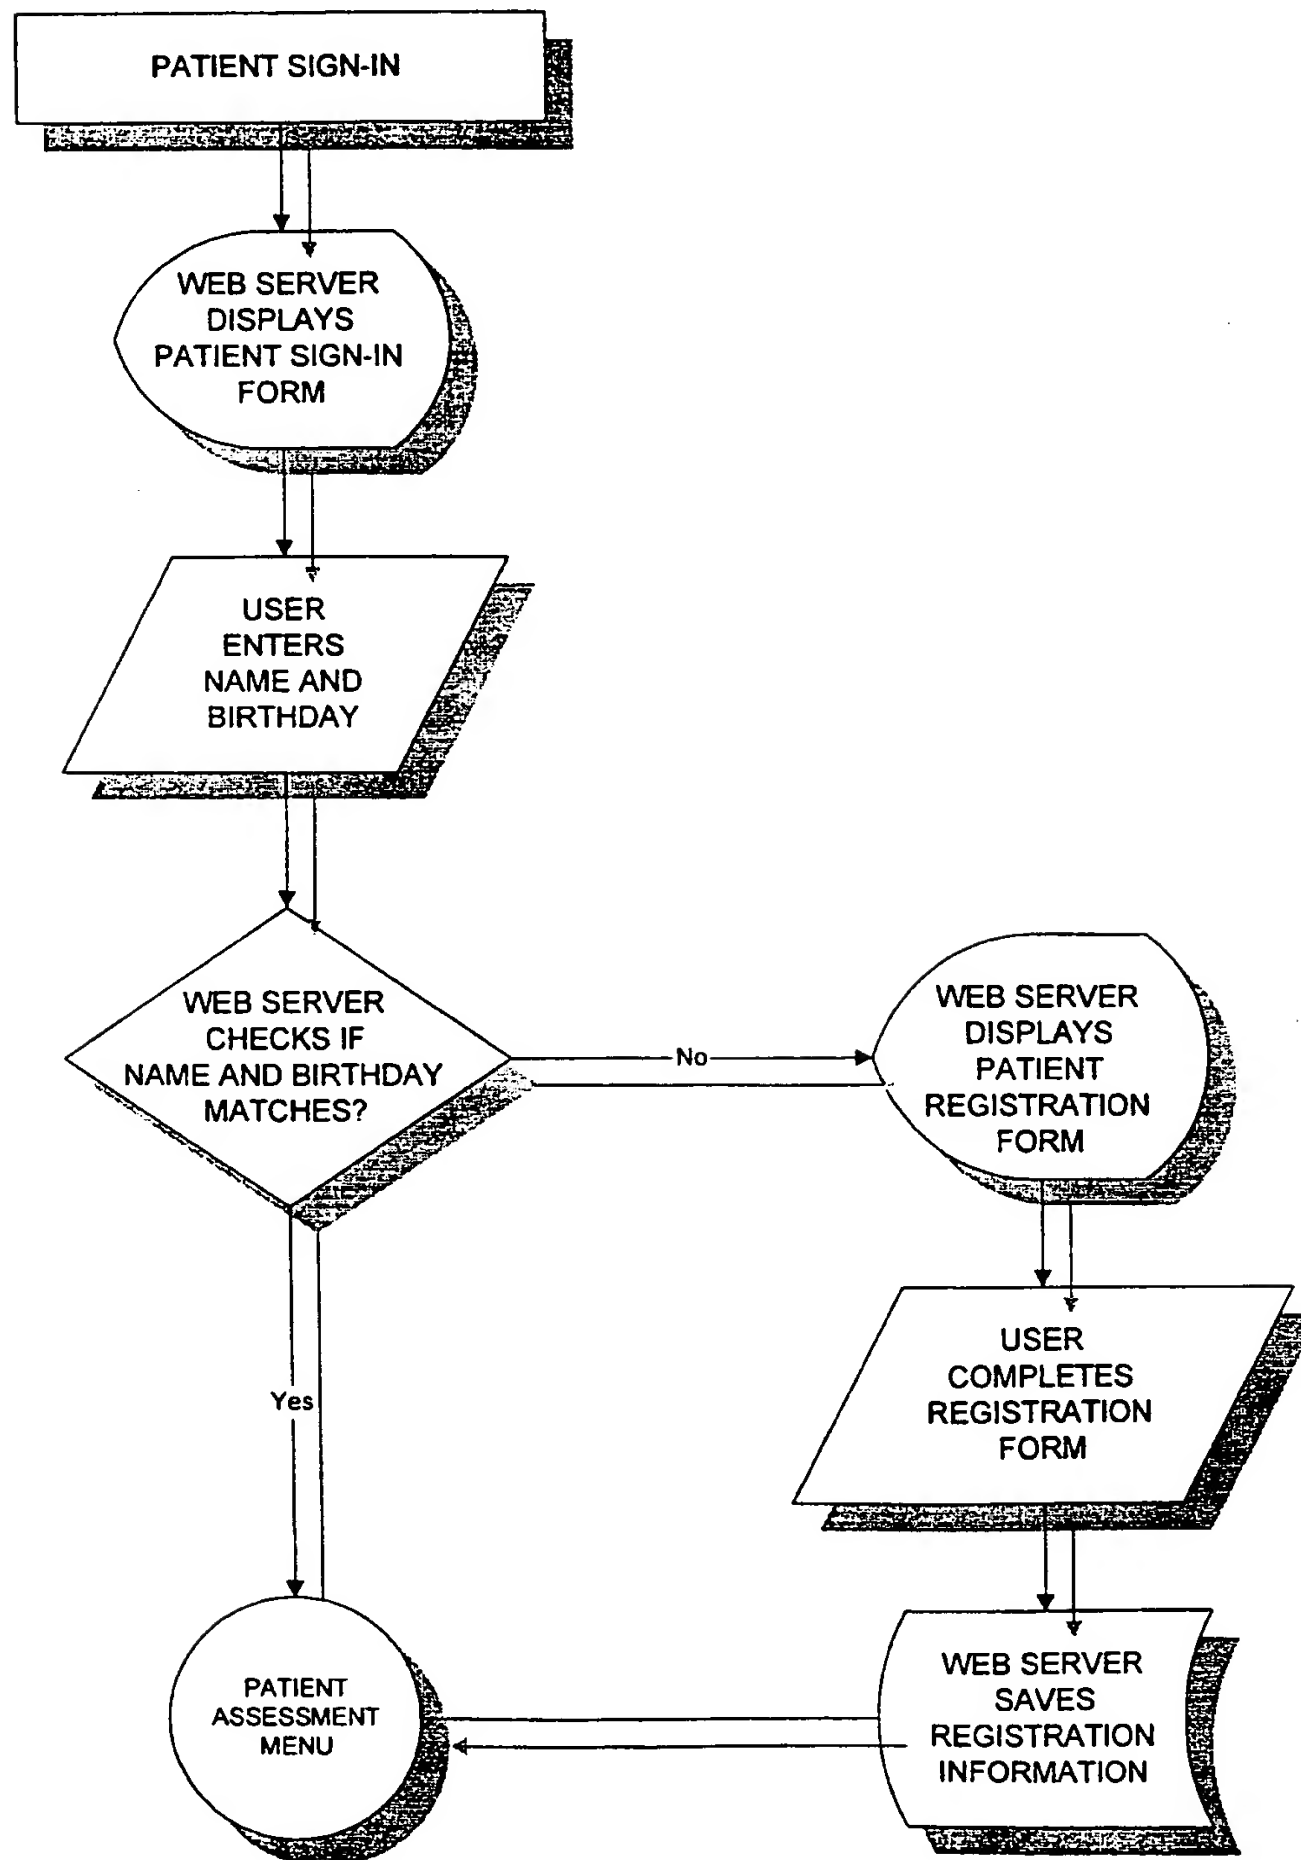 PATIENT SIGN-IN
WEB SERVER
DISPLAYS
PATIENT SIGN-IN
FORM
USER
ENTERS
NAME AND
BIRTHDAY
WEB SERVER
CHECKS IF
NAME AND BIRTHDAY
MATCHES?
No
WEB SERVER
DISPLAYS
PATIENT
REGISTRATION
FORM
USER
COMPLETES
REGISTRATION
FORM
Yes
PATIENT
ASSESSMENT
MENU
WEB SERVER
SAVES
REGISTRATION
INFORMATION